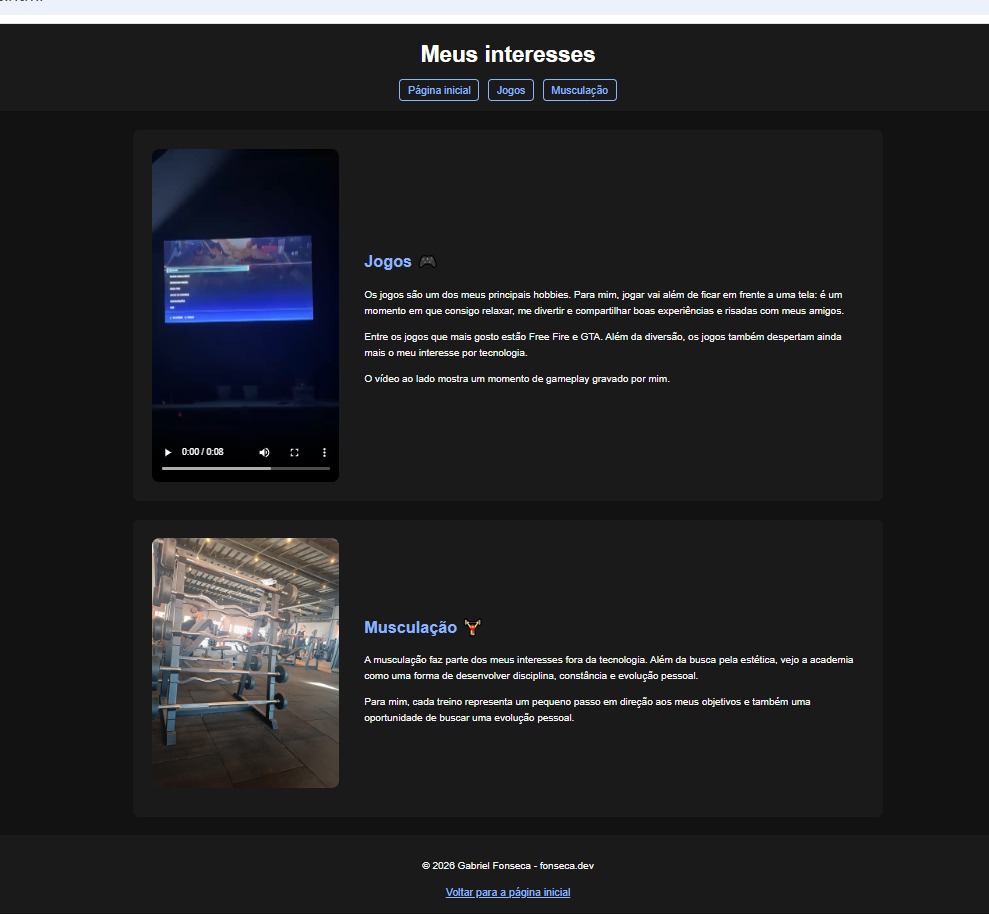 Meus interesses
Página inicial
Jogos
Musculação
Jogos 🎮
Os jogos são um dos meus principais hobbies. Para mim, jogar vai além de ficar em frente a uma tela: é um
momento em que consigo relaxar, me divertir e compartilhar boas experiências e risadas com meus amigos.
Entre os jogos que mais gosto estão Free Fire e GTA. Além da diversão, os jogos também despertam ainda
mais o meu interesse por tecnologia.
O vídeo ao lado mostra um momento de gameplay gravado por mim.
0:00 / 0:08
Musculação 🏋️
A musculação faz parte dos meus interesses fora da tecnologia. Além da busca pela estética, vejo a academia
como uma forma de desenvolver disciplina, constância e evolução pessoal.
Para mim, cada treino representa um pequeno passo em direção aos meus objetivos e também uma
oportunidade de buscar uma evolução pessoal.
© 2026 Gabriel Fonseca - fonseca.dev
Voltar para a página inicial